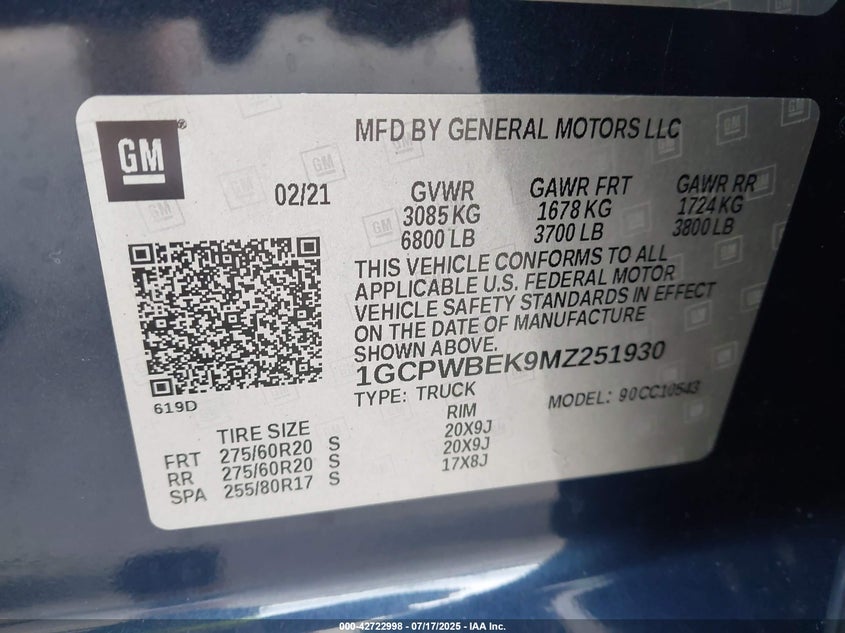 GM
MFD BY GENERAL MOTORS LLC
02/21
GVWR GAWR FRT GAWR RR
3085 KG 1678 KG 1724 KG
6800 LB 3700 LB 3800 LB
THIS VEHICLE CONFORMS TO ALL
APPLICABLE U.S. FEDERAL MOTOR
VEHICLE SAFETY STANDARDS IN EFFECT
ON THE DATE OF MANUFACTURE
SHOWN ABOVE.
1GCPWBEK9MZ251930
TYPE: TRUCK MODEL: 90CC10543
619D
TIRE SIZE RIM
FRT 275/60R20 S 20X9J
RR 275/60R20 S 20X9J
SPA 255/80R17 S 17X8J
000-42722998 - 07/17/2025 - IAA Inc.